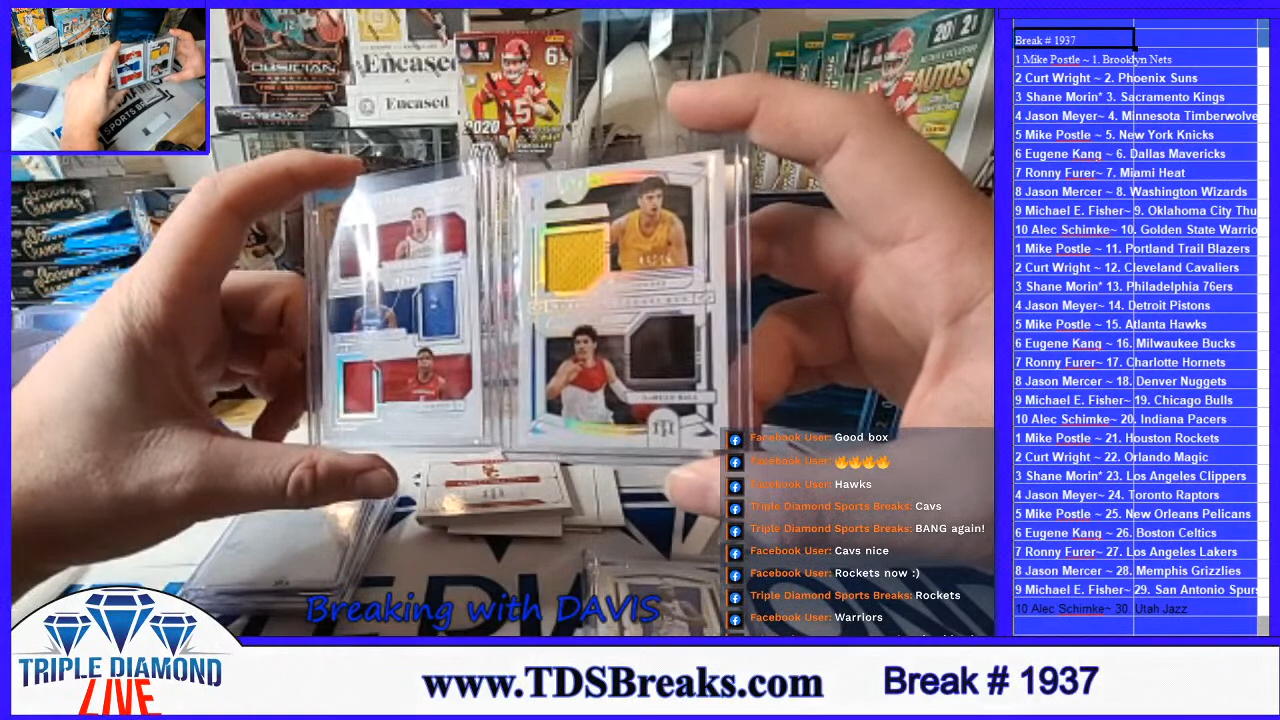 OBSIDIAN
Encased
Encased
2020
6
15
20/21
AUTOS
LAMELO BALL
CHAMPIONS
Break # 1937
1 Mike Postle ~ 1. Brooklyn Nets
2 Curt Wright ~ 2. Phoenix Suns
3 Shane Morin* 3. Sacramento Kings
4 Jason Meyer~ 4. Minnesota Timberwolve
5 Mike Postle ~ 5. New York Knicks
6 Eugene Kang ~ 6. Dallas Mavericks
7 Ronny Furer~ 7. Miami Heat
8 Jason Mercer ~ 8. Washington Wizards
9 Michael E. Fisher~ 9. Oklahoma City Thu
10 Alec Schimke~ 10. Golden State Warrio
1 Mike Postle ~ 11. Portland Trail Blazers
2 Curt Wright ~ 12. Cleveland Cavaliers
3 Shane Morin* 13. Philadelphia 76ers
4 Jason Meyer~ 14. Detroit Pistons
5 Mike Postle ~ 15. Atlanta Hawks
6 Eugene Kang ~ 16. Milwaukee Bucks
7 Ronny Furer~ 17. Charlotte Hornets
8 Jason Mercer ~ 18. Denver Nuggets
9 Michael E. Fisher~ 19. Chicago Bulls
10 Alec Schimke~ 20. Indiana Pacers
1 Mike Postle ~ 21. Houston Rockets
2 Curt Wright ~ 22. Orlando Magic
3 Shane Morin* 23. Los Angeles Clippers
4 Jason Meyer~ 24. Toronto Raptors
5 Mike Postle ~ 25. New Orleans Pelicans
6 Eugene Kang ~ 26. Boston Celtics
7 Ronny Furer~ 27. Los Angeles Lakers
8 Jason Mercer ~ 28. Memphis Grizzlies
9 Michael E. Fisher~ 29. San Antonio Spurs
10 Alec Schimke~ 30. Utah Jazz
Facebook User: Good box
Facebook User: 🔥🔥🔥🔥
Facebook User: Hawks
Triple Diamond Sports Breaks: Cavs
Triple Diamond Sports Breaks: BANG again!
Facebook User: Cavs nice
Facebook User: Rockets now :)
Triple Diamond Sports Breaks: Rockets
Facebook User: Warriors
Breaking with DAVIS
TRIPLE DIAMOND
LIVE
www.TDSBreaks.com
Break # 1937